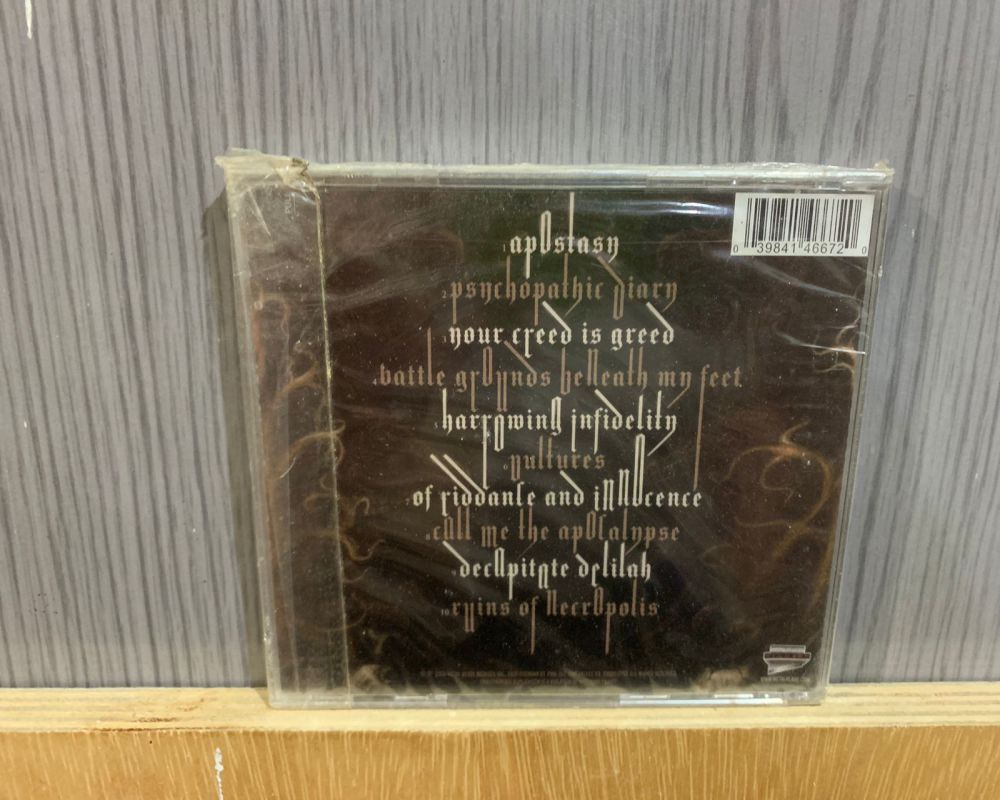 1 apostasy
2 psychopathic diary
3 your creed is greed
4 battle grounds beneath my feet
5 harrowing infidelity
6 vultures
7 of riddance and innocence
8 call me the apocalypse
9 decapitate delilah
10 ruins of necropolis
0 39841 46672 0